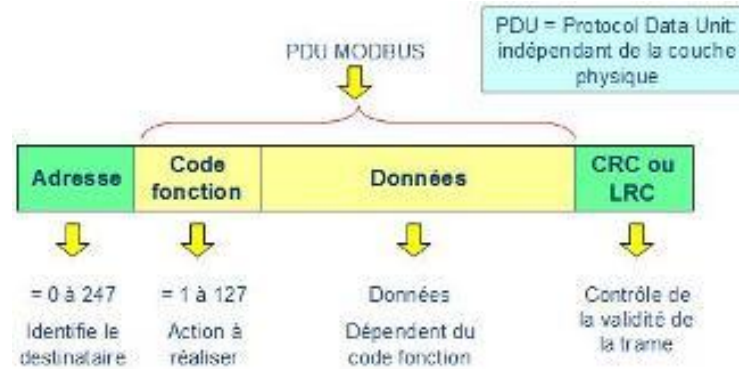 PDU MODBUS
PDU = Protocol Data Unit:
indépendant de la couche
physique
Adresse
Code
fonction
Données
CRC ou
LRC
= 0 à 247
Identifie le
destinataire
= 1 à 127
Action à
réaliser
Données
Dépendent du
code fonction
Contrôle de
la validité de
la trame